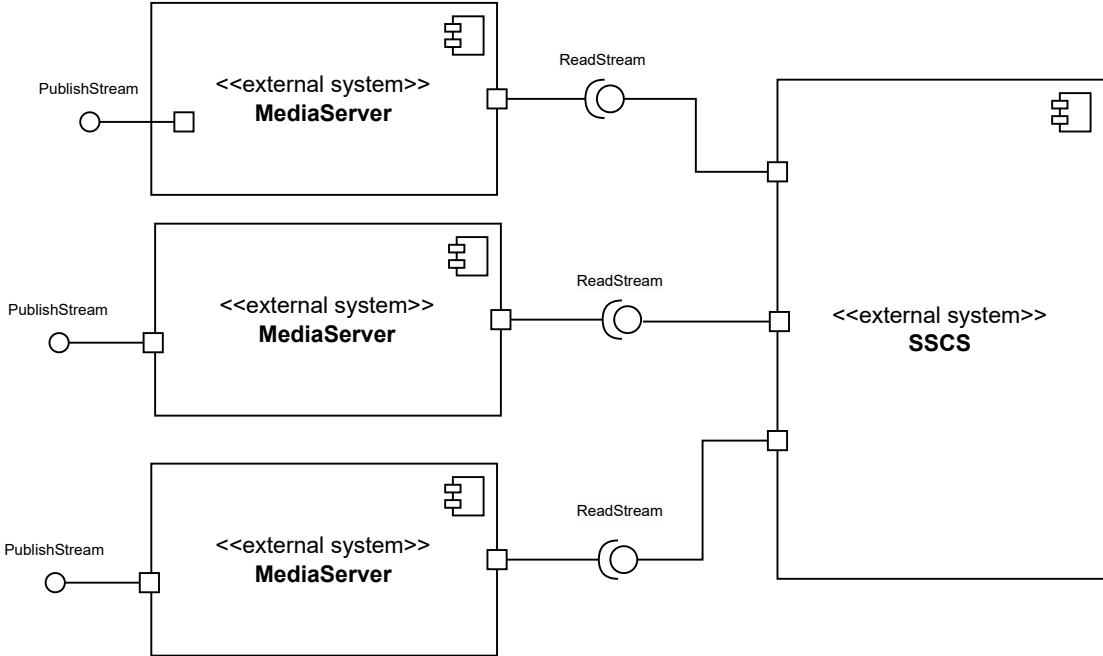 PublishStream
<<external system>>
MediaServer
ReadStream
PublishStream
<<external system>>
MediaServer
ReadStream
<<external system>>
SSCS
PublishStream
<<external system>>
MediaServer
ReadStream